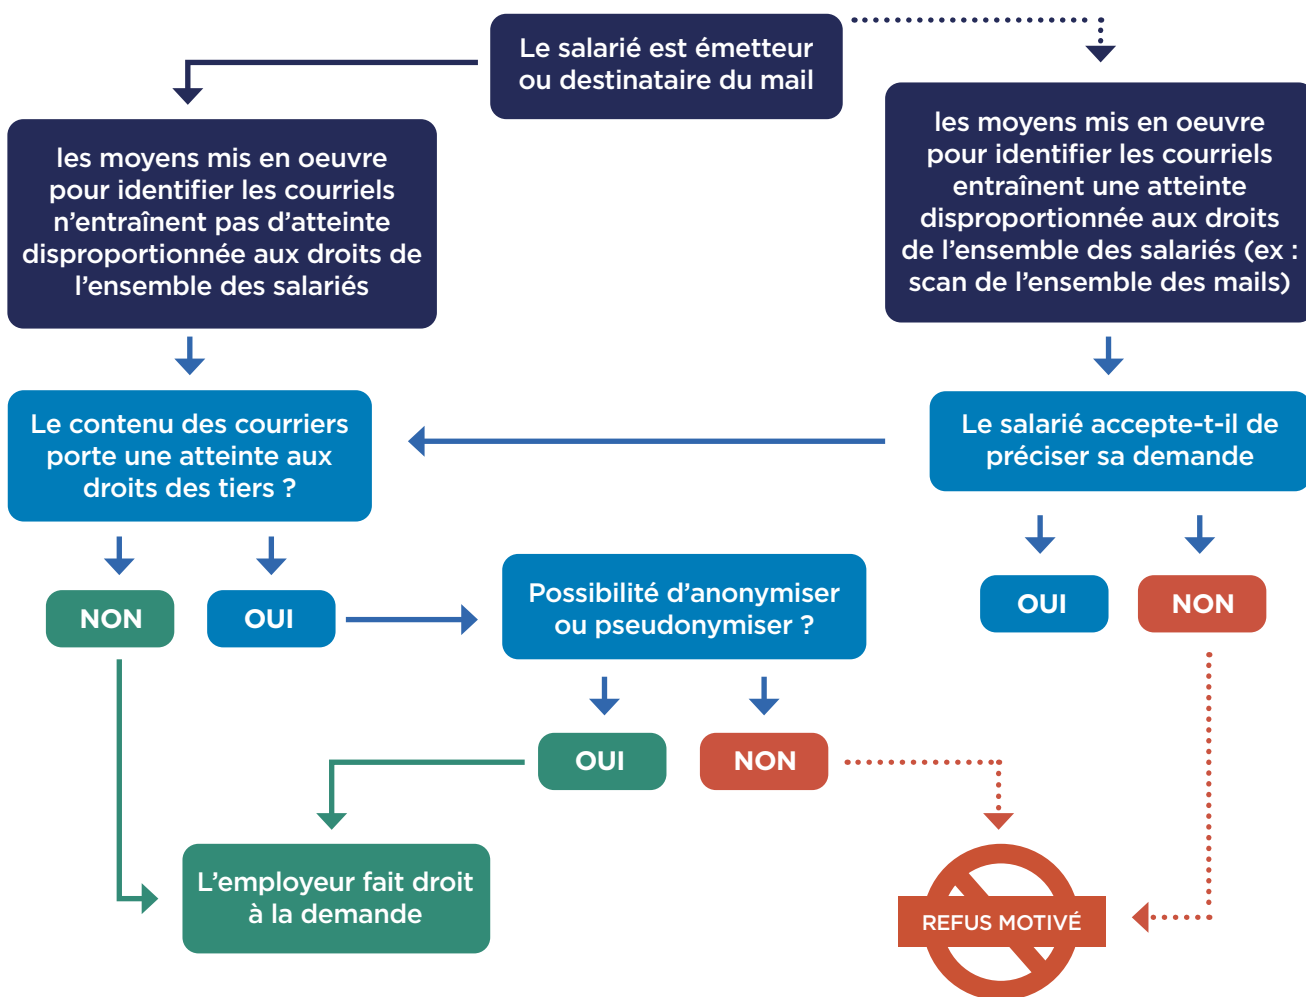 Le salarié est émetteur
ou destinataire du mail
les moyens mis en oeuvre
pour identifier les courriels
n’entraînent pas d’atteinte
disproportionnée aux droits de
l’ensemble des salariés
les moyens mis en oeuvre
pour identifier les courriels
entraînent une atteinte
disproportionnée aux droits
de l’ensemble des salariés (ex :
scan de l’ensemble des mails)
Le contenu des courriers
porte une atteinte aux
droits des tiers ?
Le salarié accepte-t-il de
préciser sa demande
NON
OUI
Possibilité d’anonymiser
ou pseudonymiser ?
OUI
NON
OUI
NON
L’employeur fait droit
à la demande
REFUS MOTIVÉ